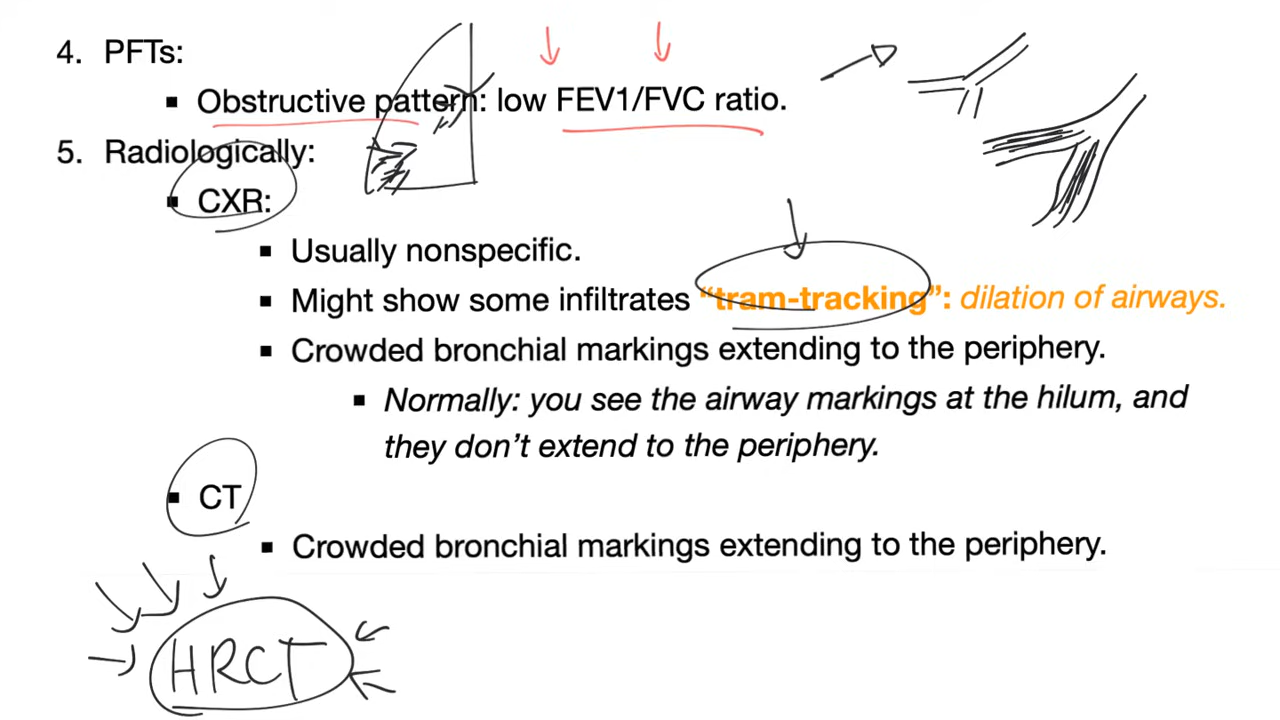 4. PFTs:
▪ Obstructive pattern: low FEV1/FVC ratio.
5. Radiologically:
▪ CXR:
▪ Usually nonspecific.
▪ Might show some infiltrates “tram-tracking”: dilation of airways.
▪ Crowded bronchial markings extending to the periphery.
▪ Normally: you see the airway markings at the hilum, and
they don’t extend to the periphery.
▪ CT
▪ Crowded bronchial markings extending to the periphery.
HRCT